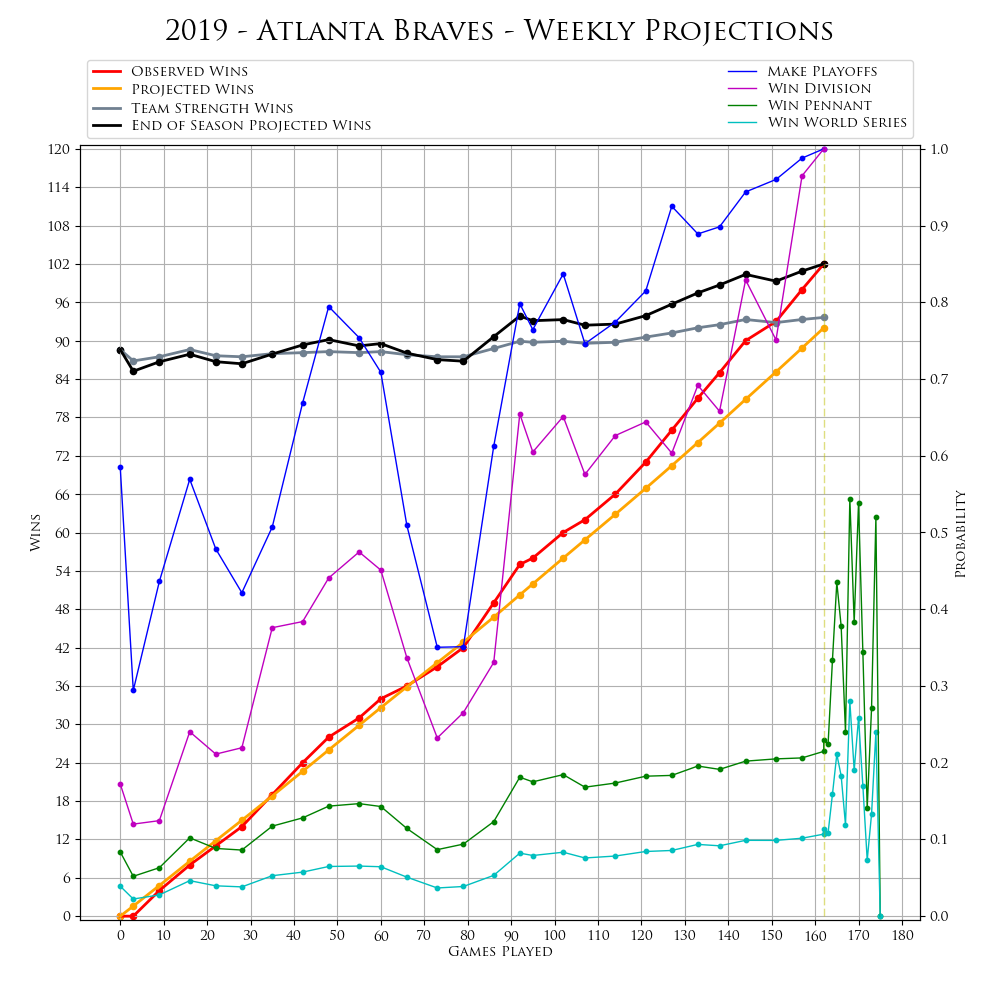 2019 - Atlanta Braves - Weekly Projections
Observed Wins
Projected Wins
Team Strength Wins
End of Season Projected Wins
Make Playoffs
Win Division
Win Pennant
Win World Series
120
114
108
102
96
90
84
78
72
66
60
54
48
42
36
30
24
18
12
6
0
Wins
1.0
0.9
0.8
0.7
0.6
0.5
0.4
0.3
0.2
0.1
0.0
Probability
0 10 20 30 40 50 60 70 80 90 100 110 120 130 140 150 160 170 180
Games Played